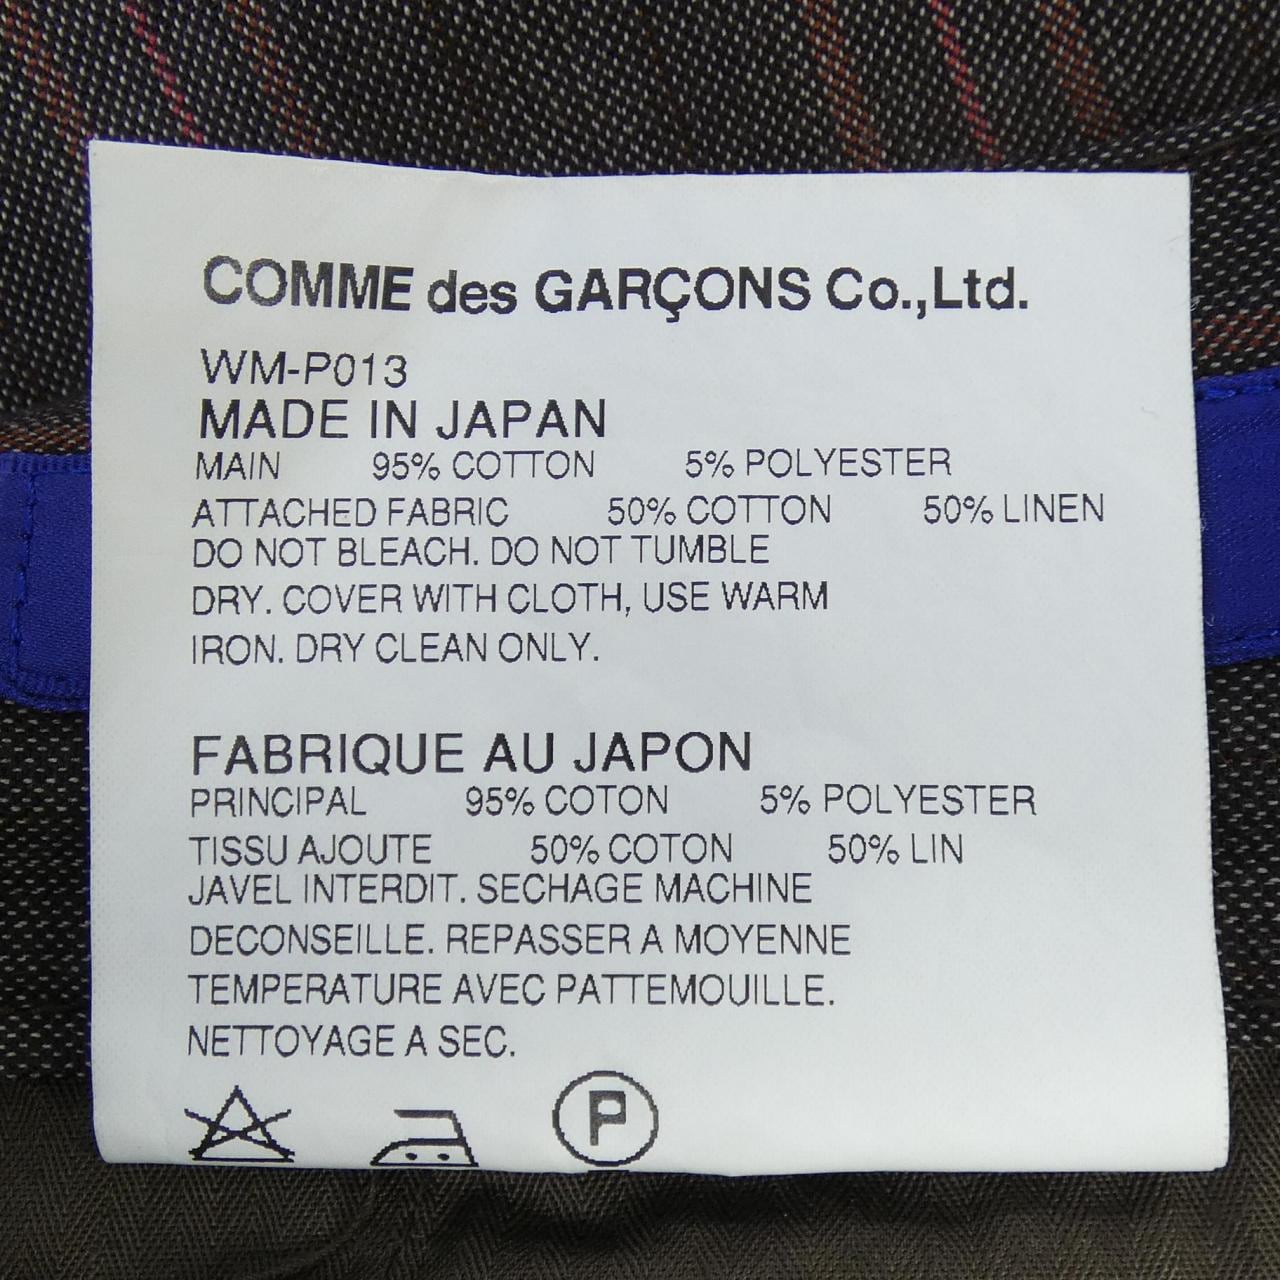 COMME des GARÇONS Co.,Ltd.
WM-P013
MADE IN JAPAN
MAIN 95% COTTON 5% POLYESTER
ATTACHED FABRIC 50% COTTON 50% LINEN
DO NOT BLEACH. DO NOT TUMBLE
DRY. COVER WITH CLOTH, USE WARM
IRON. DRY CLEAN ONLY.
FABRIQUE AU JAPON
PRINCIPAL 95% COTON 5% POLYESTER
TISSU AJOUTE 50% COTON 50% LIN
JAVEL INTERDIT. SECHAGE MACHINE
DECONSEILLE. REPASSER A MOYENNE
TEMPERATURE AVEC PATTEMOUILLE.
NETTOYAGE A SEC.
P